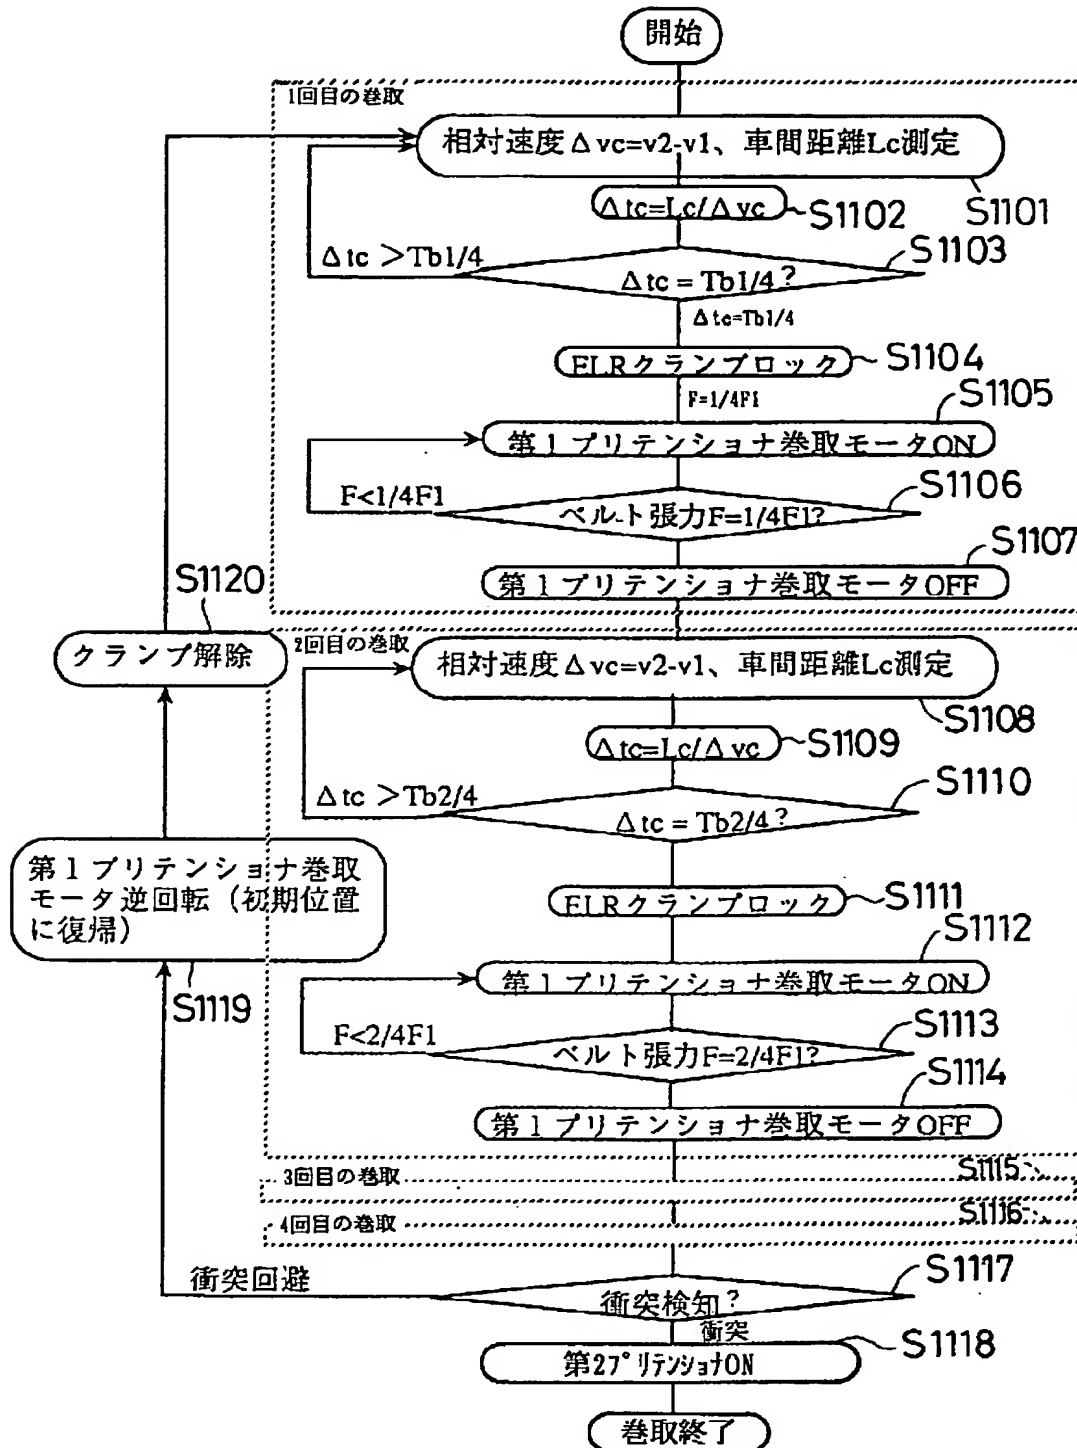 開始
1回目の巻取
相対速度Δvc=v2-v1、車間距離Lc測定
S1101
Δtc=Lc/Δvc
S1102
S1103
Δtc >Tb1/4
Δtc = Tb1/4?
Δtc=Tb1/4
ELRクランプロック
S1104
F=1/4F1
S1105
第1プリテンショナ巻取モータON
F<1/4F1
S1106
ベルト張力F=1/4F1?
S1107
第1プリテンショナ巻取モータOFF
S1120
クランプ解除
2回目の巻取
相対速度Δvc=v2-v1、車間距離Lc測定
S1108
Δtc=Lc/Δvc
S1109
S1110
Δtc >Tb2/4
Δtc = Tb2/4?
第1プリテンショナ巻取
モータ逆回転(初期位置
に復帰)
S1119
ELRクランプロック
S1111
S1112
第1プリテンショナ巻取モータON
F<2/4F1
S1113
ベルト張力F=2/4F1?
S1114
第1プリテンショナ巻取モータOFF
3回目の巻取
S1115
4回目の巻取
S1116
衝突回避
S1117
衝突検知?
衝突
S1118
第2プリテンショナON
巻取終了